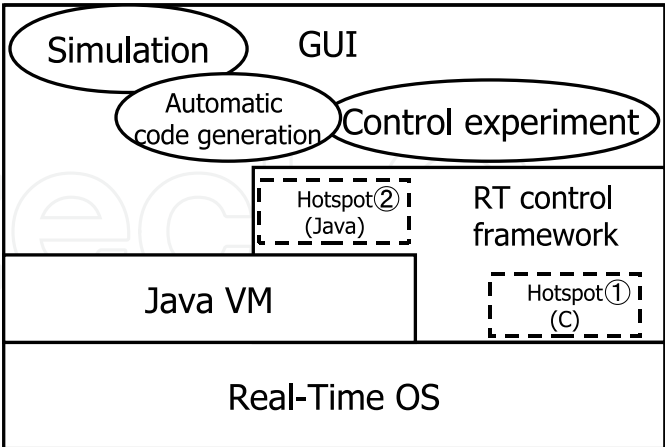 Simulation
GUI
Automatic
code generation
Control experiment
Hotspot②
(Java)
RT control
framework
Java VM
Hotspot①
(C)
Real-Time OS